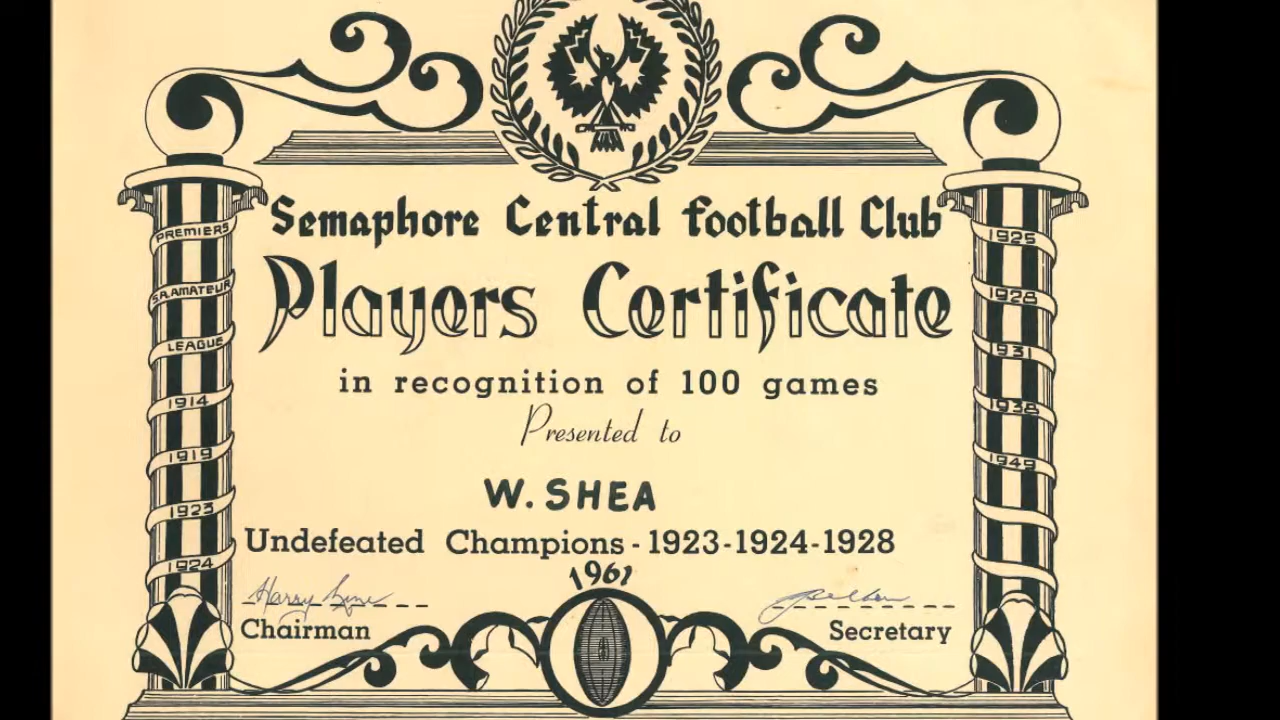 Semaphore Central Football Club
Players Certificate
in recognition of 100 games
Presented to
W. SHEA
Undefeated Champions - 1923-1924-1928
1961
Chairman
Secretary
PREMIERS
S.A. AMATEUR
LEAGUE
1914
1919
1923
1924
1925
1928
1931
1938
1949